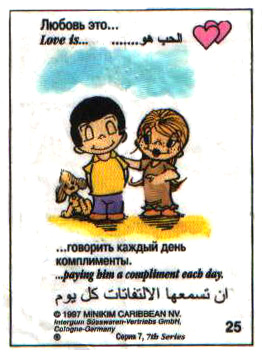 Любовь это...
Love is... الحب هو.......
...говорить каждый день
комплименты.
...paying him a compliment each day.
ان تسمعها الالتفاتات كل يوم
© 1997 MINIKIM CARIBBEAN NV.
Intergum Süsswaren-Vertriebs GmbH,
Cologne-Germany
25
® Серия 7, 7th Series